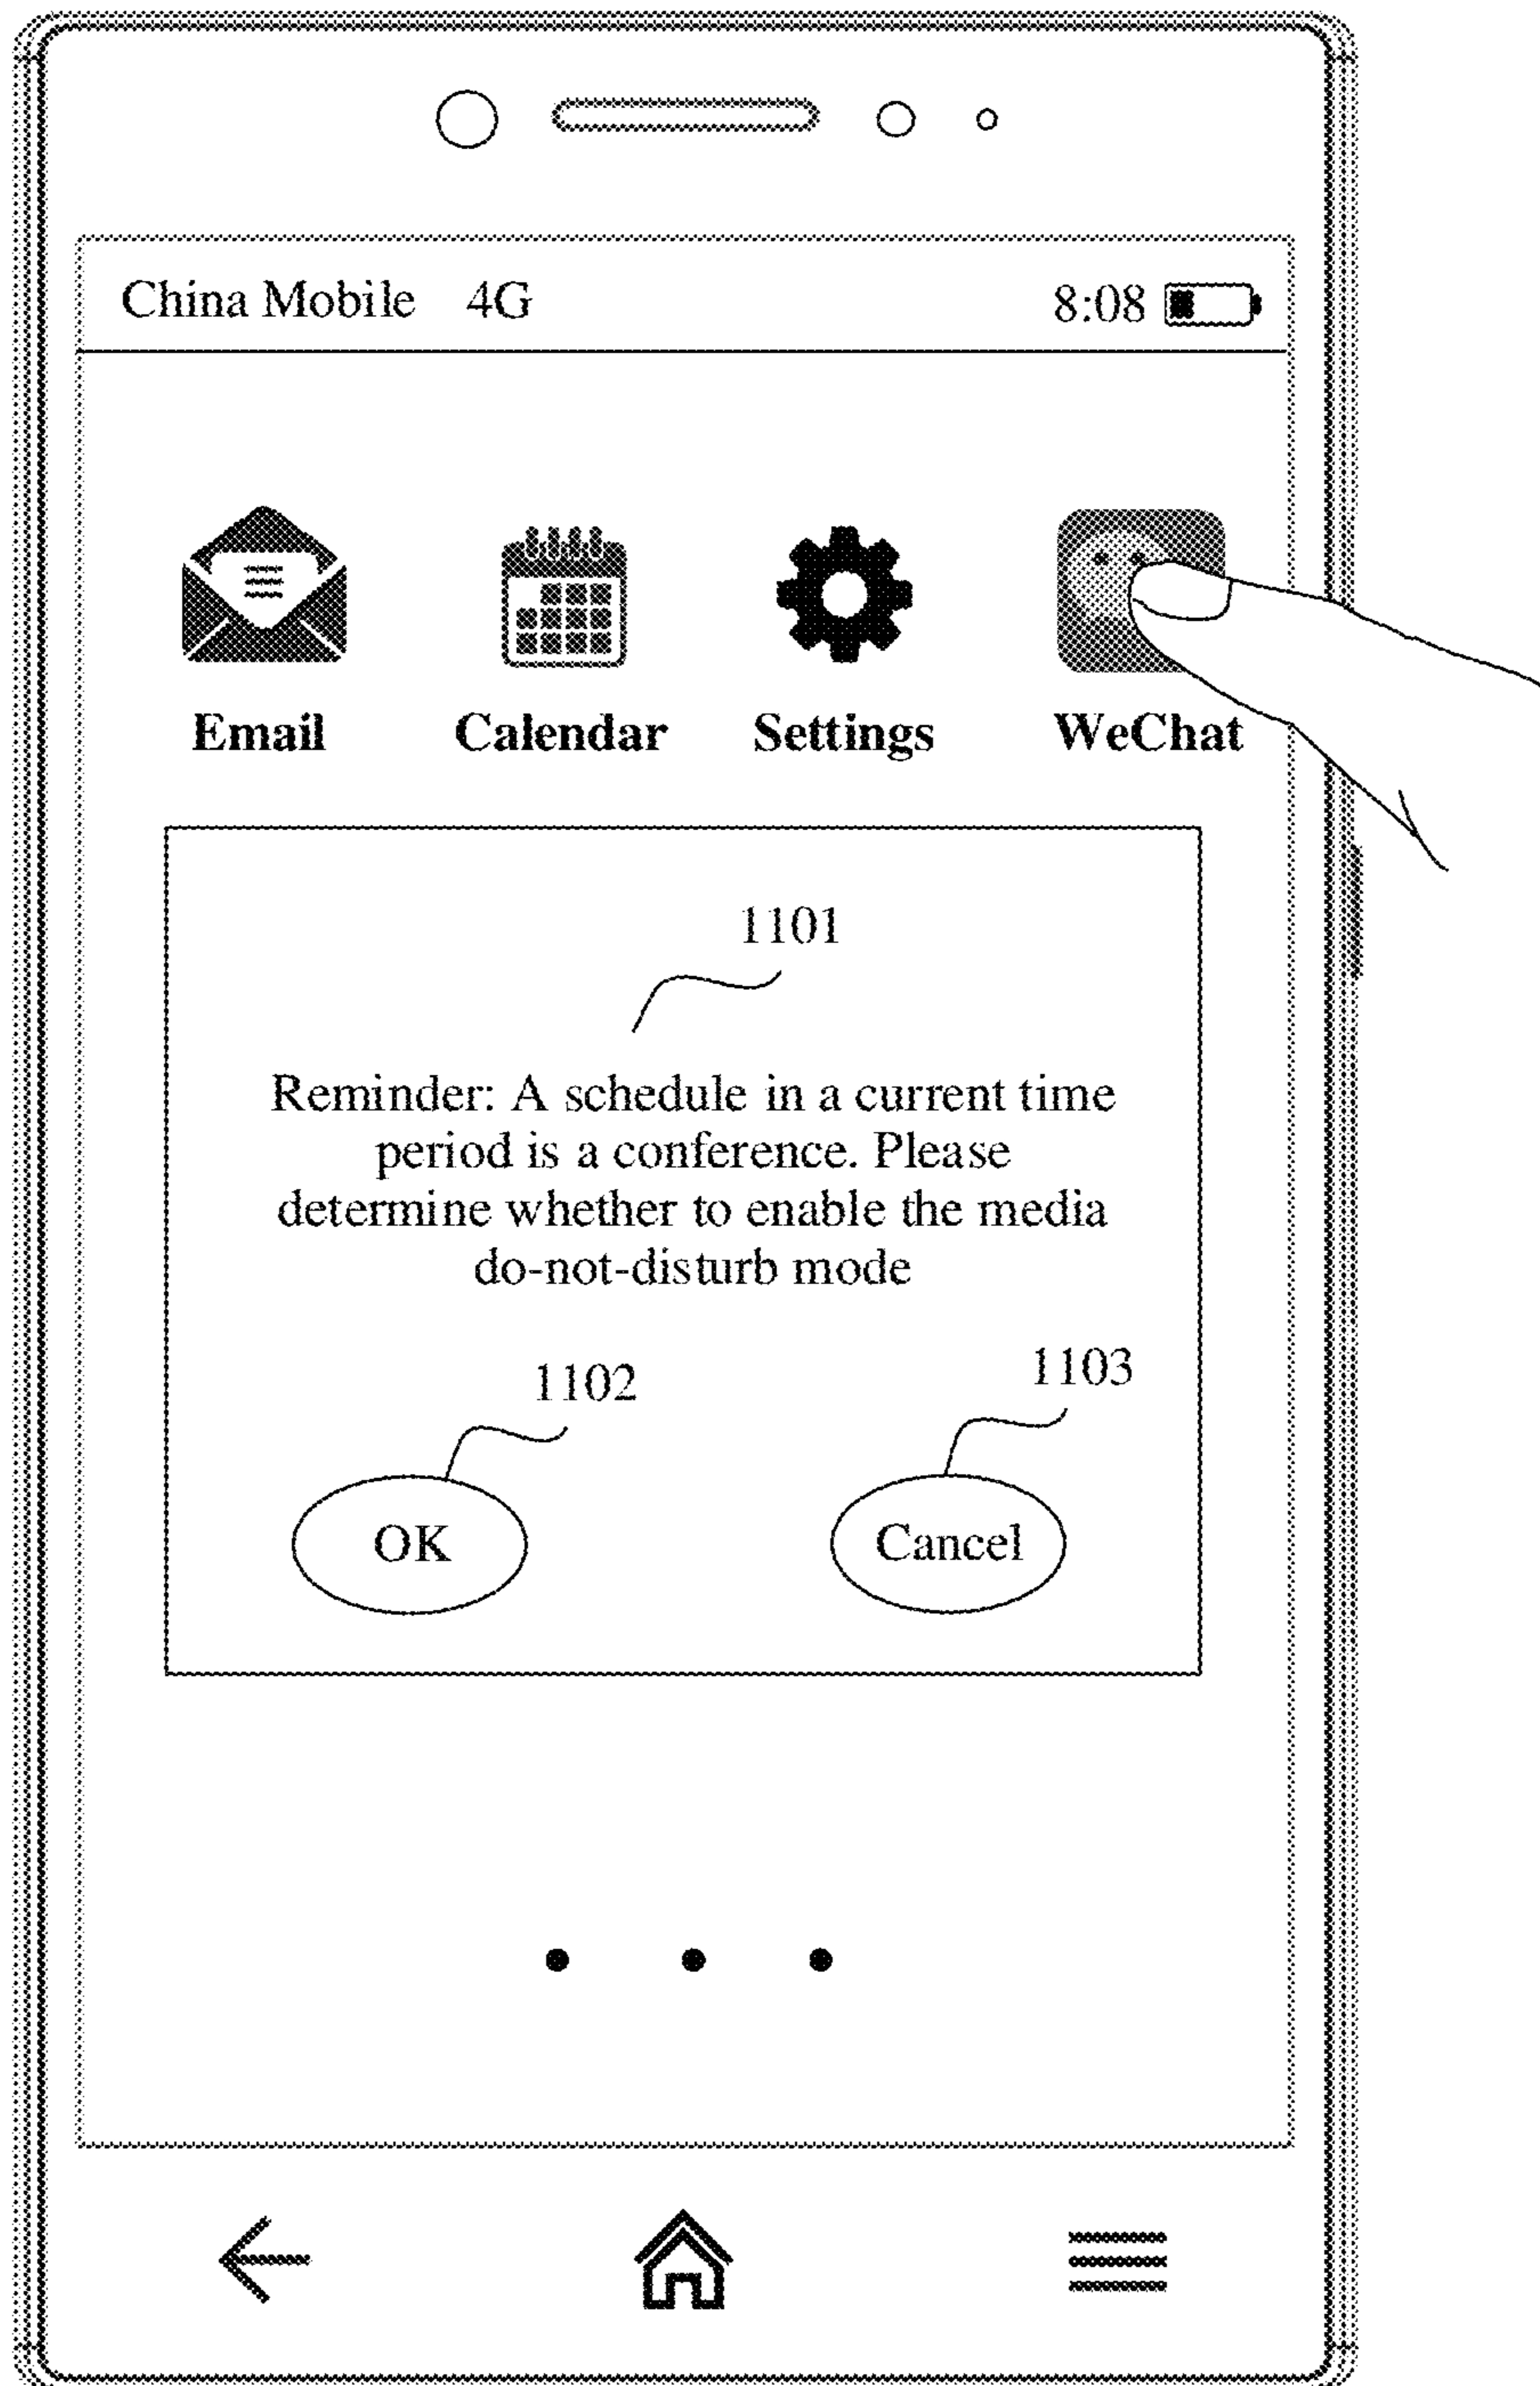 China Mobile 4G 8:08
Email Calendar Settings WeChat
1101
Reminder: A schedule in a current time
period is a conference. Please
determine whether to enable the media
do-not-disturb mode
1102 1103
OK Cancel